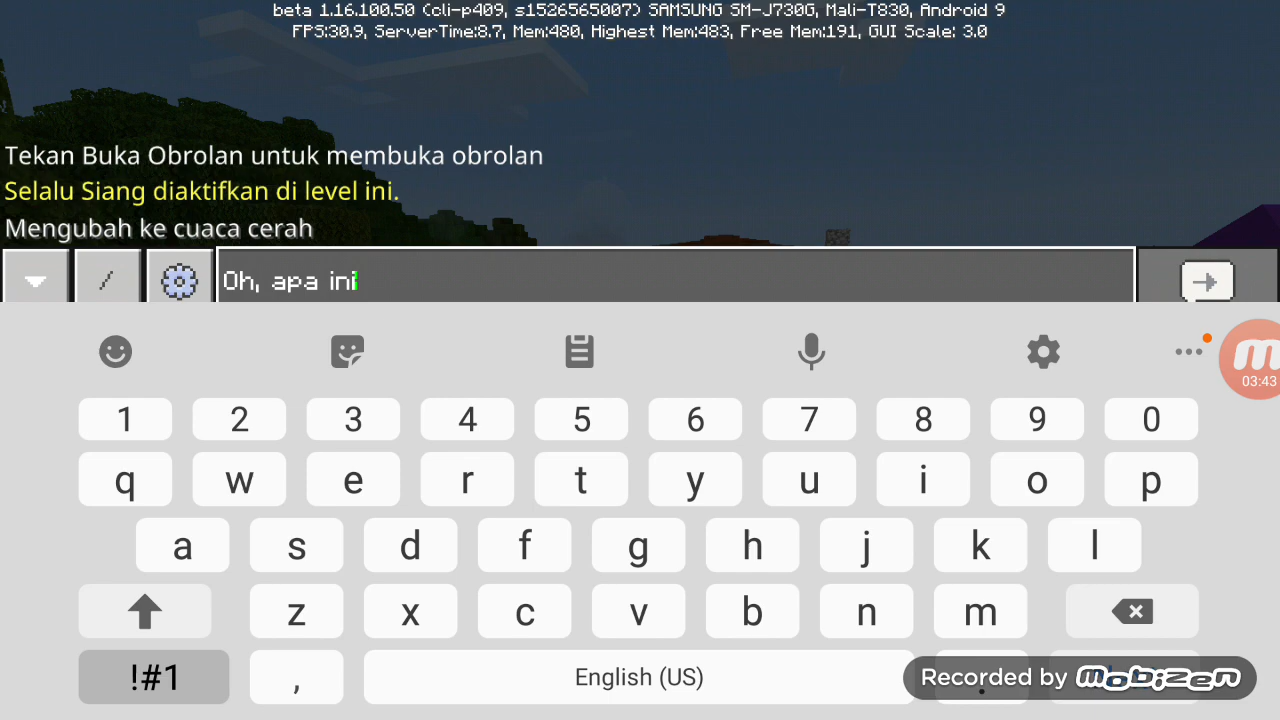 beta 1.16.100.50 (cli-p409, s1526565007) SAMSUNG SM-J730G, Mali-T830, Android 9
FPS:30.9, ServerTime:8.7, Mem:480, Highest Mem:483, Free Mem:191, GUI Scale: 3.0
Tekan Buka Obrolan untuk membuka obrolan
Selalu Siang diaktifkan di level ini.
Mengubah ke cuaca cerah
/
Oh, apa ini
03:43
1 2 3 4 5 6 7 8 9 0
q w e r t y u i o p
a s d f g h j k l
z x c v b n m
!#1 , English (US) .
Recorded by mobizen